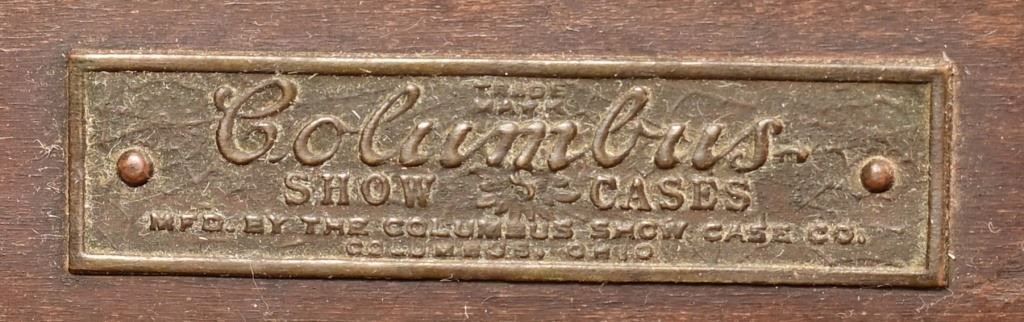 TRADE
MARK
Columbus
SHOW CASES
MFD. BY THE COLUMBUS SHOW CASE CO.
COLUMBUS, OHIO